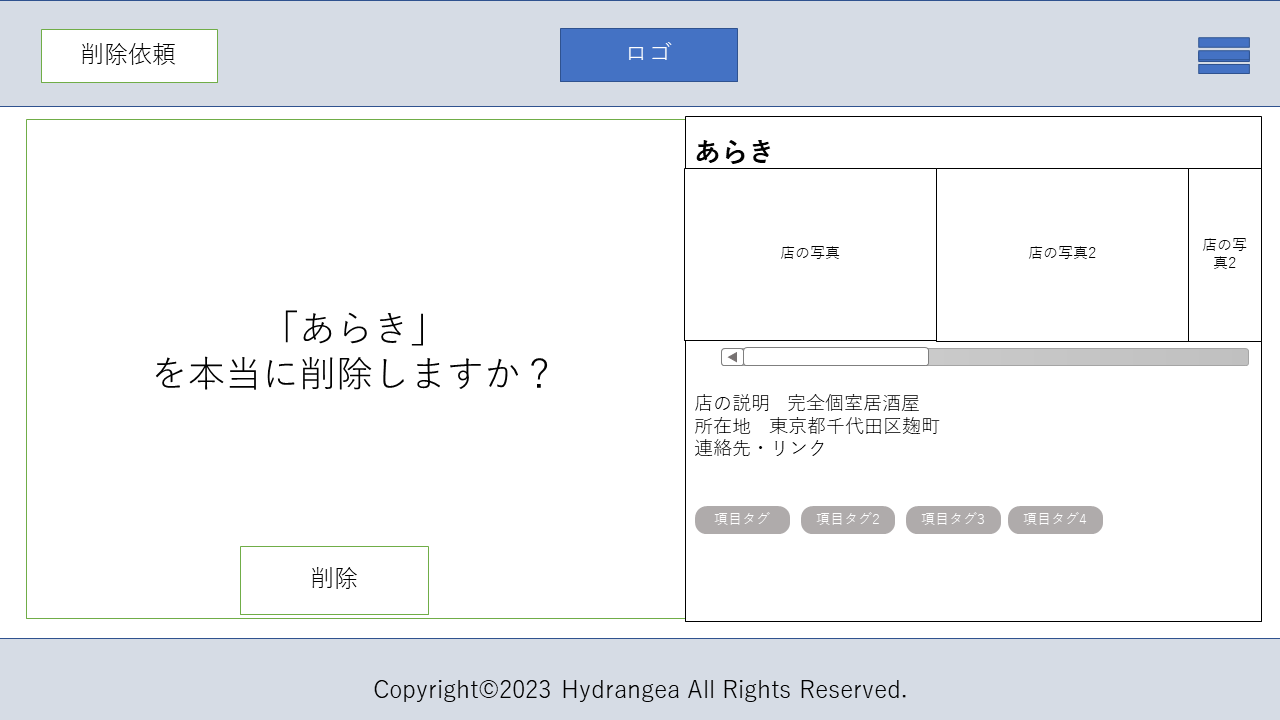 削除依頼
ロゴ
「あらき」
を本当に削除しますか？
削除
あらき
店の写真
店の写真2
店の写
真2
店の説明　完全個室居酒屋
所在地　東京都千代田区麹町
連絡先・リンク
項目タグ
項目タグ2
項目タグ3
項目タグ4
Copyright©2023 Hydrangea All Rights Reserved.